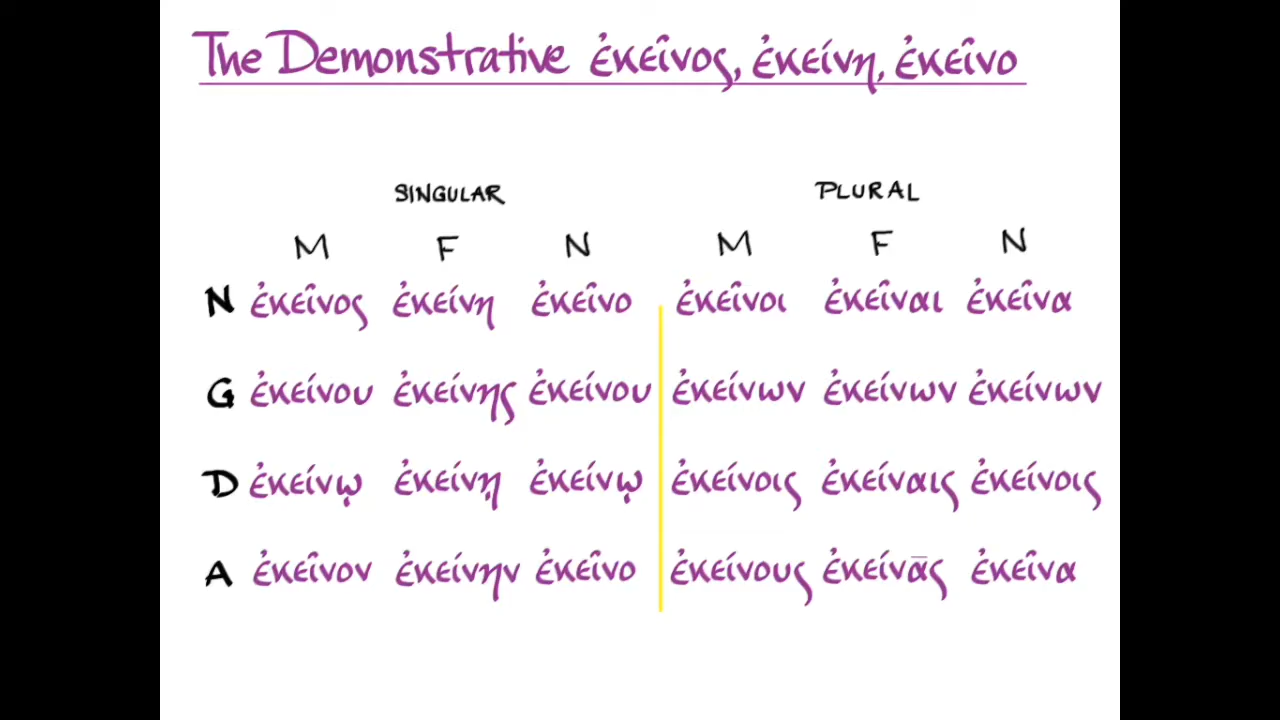 The Demonstrative ἐκεῖνος, ἐκείνη, ἐκεῖνο
SINGULAR PLURAL
M F N M F N
N ἐκεῖνος ἐκείνη ἐκεῖνο ἐκεῖνοι ἐκεῖναι ἐκεῖνα
G ἐκείνου ἐκείνης ἐκείνου ἐκείνων ἐκείνων ἐκείνων
D ἐκείνῳ ἐκείνῃ ἐκείνῳ ἐκείνοις ἐκείναις ἐκείνοις
A ἐκεῖνον ἐκείνην ἐκεῖνο ἐκείνους ἐκείνᾱς ἐκεῖνα